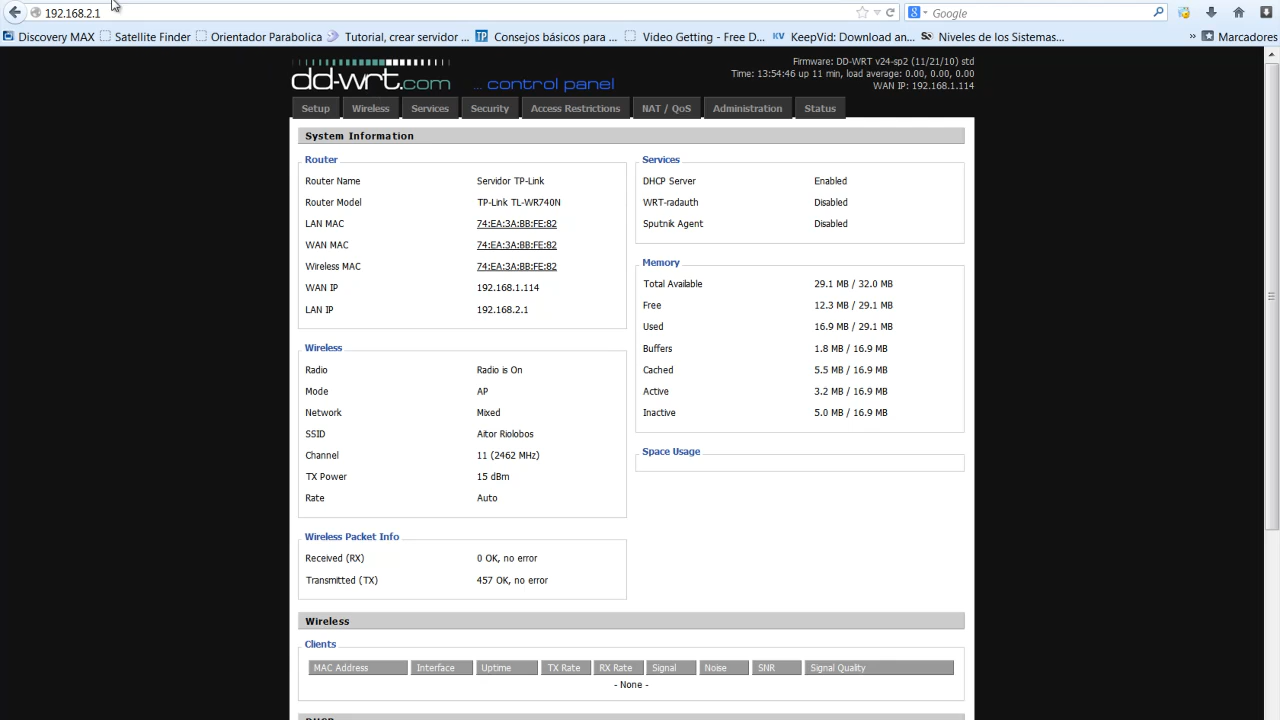 192.168.2.1
Google
Discovery MAX
Satellite Finder
Orientador Parabolica
Tutorial, crear servidor ...
Consejos básicos para ...
Video Getting - Free D...
KeepVid: Download an...
Niveles de los Sistemas...
» Marcadores
dd-wrt.com ... control panel
Firmware: DD-WRT v24-sp2 (11/21/10) std
Time: 13:54:46 up 11 min, load average: 0.00, 0.00, 0.00
WAN IP: 192.168.1.114
Setup Wireless Services Security Access Restrictions NAT / QoS Administration Status
System Information
Router
Router Name Servidor TP-Link
Router Model TP-Link TL-WR740N
LAN MAC 74:EA:3A:BB:FE:82
WAN MAC 74:EA:3A:BB:FE:82
Wireless MAC 74:EA:3A:BB:FE:82
WAN IP 192.168.1.114
LAN IP 192.168.2.1
Wireless
Radio Radio is On
Mode AP
Network Mixed
SSID Aitor Riolobos
Channel 11 (2462 MHz)
TX Power 15 dBm
Rate Auto
Wireless Packet Info
Received (RX) 0 OK, no error
Transmitted (TX) 457 OK, no error
Services
DHCP Server Enabled
WRT-radauth Disabled
Sputnik Agent Disabled
Memory
Total Available 29.1 MB / 32.0 MB
Free 12.3 MB / 29.1 MB
Used 16.9 MB / 29.1 MB
Buffers 1.8 MB / 16.9 MB
Cached 5.5 MB / 16.9 MB
Active 3.2 MB / 16.9 MB
Inactive 5.0 MB / 16.9 MB
Space Usage
Wireless
Clients
MAC Address Interface Uptime TX Rate RX Rate Signal Noise SNR Signal Quality
- None -
DHCP